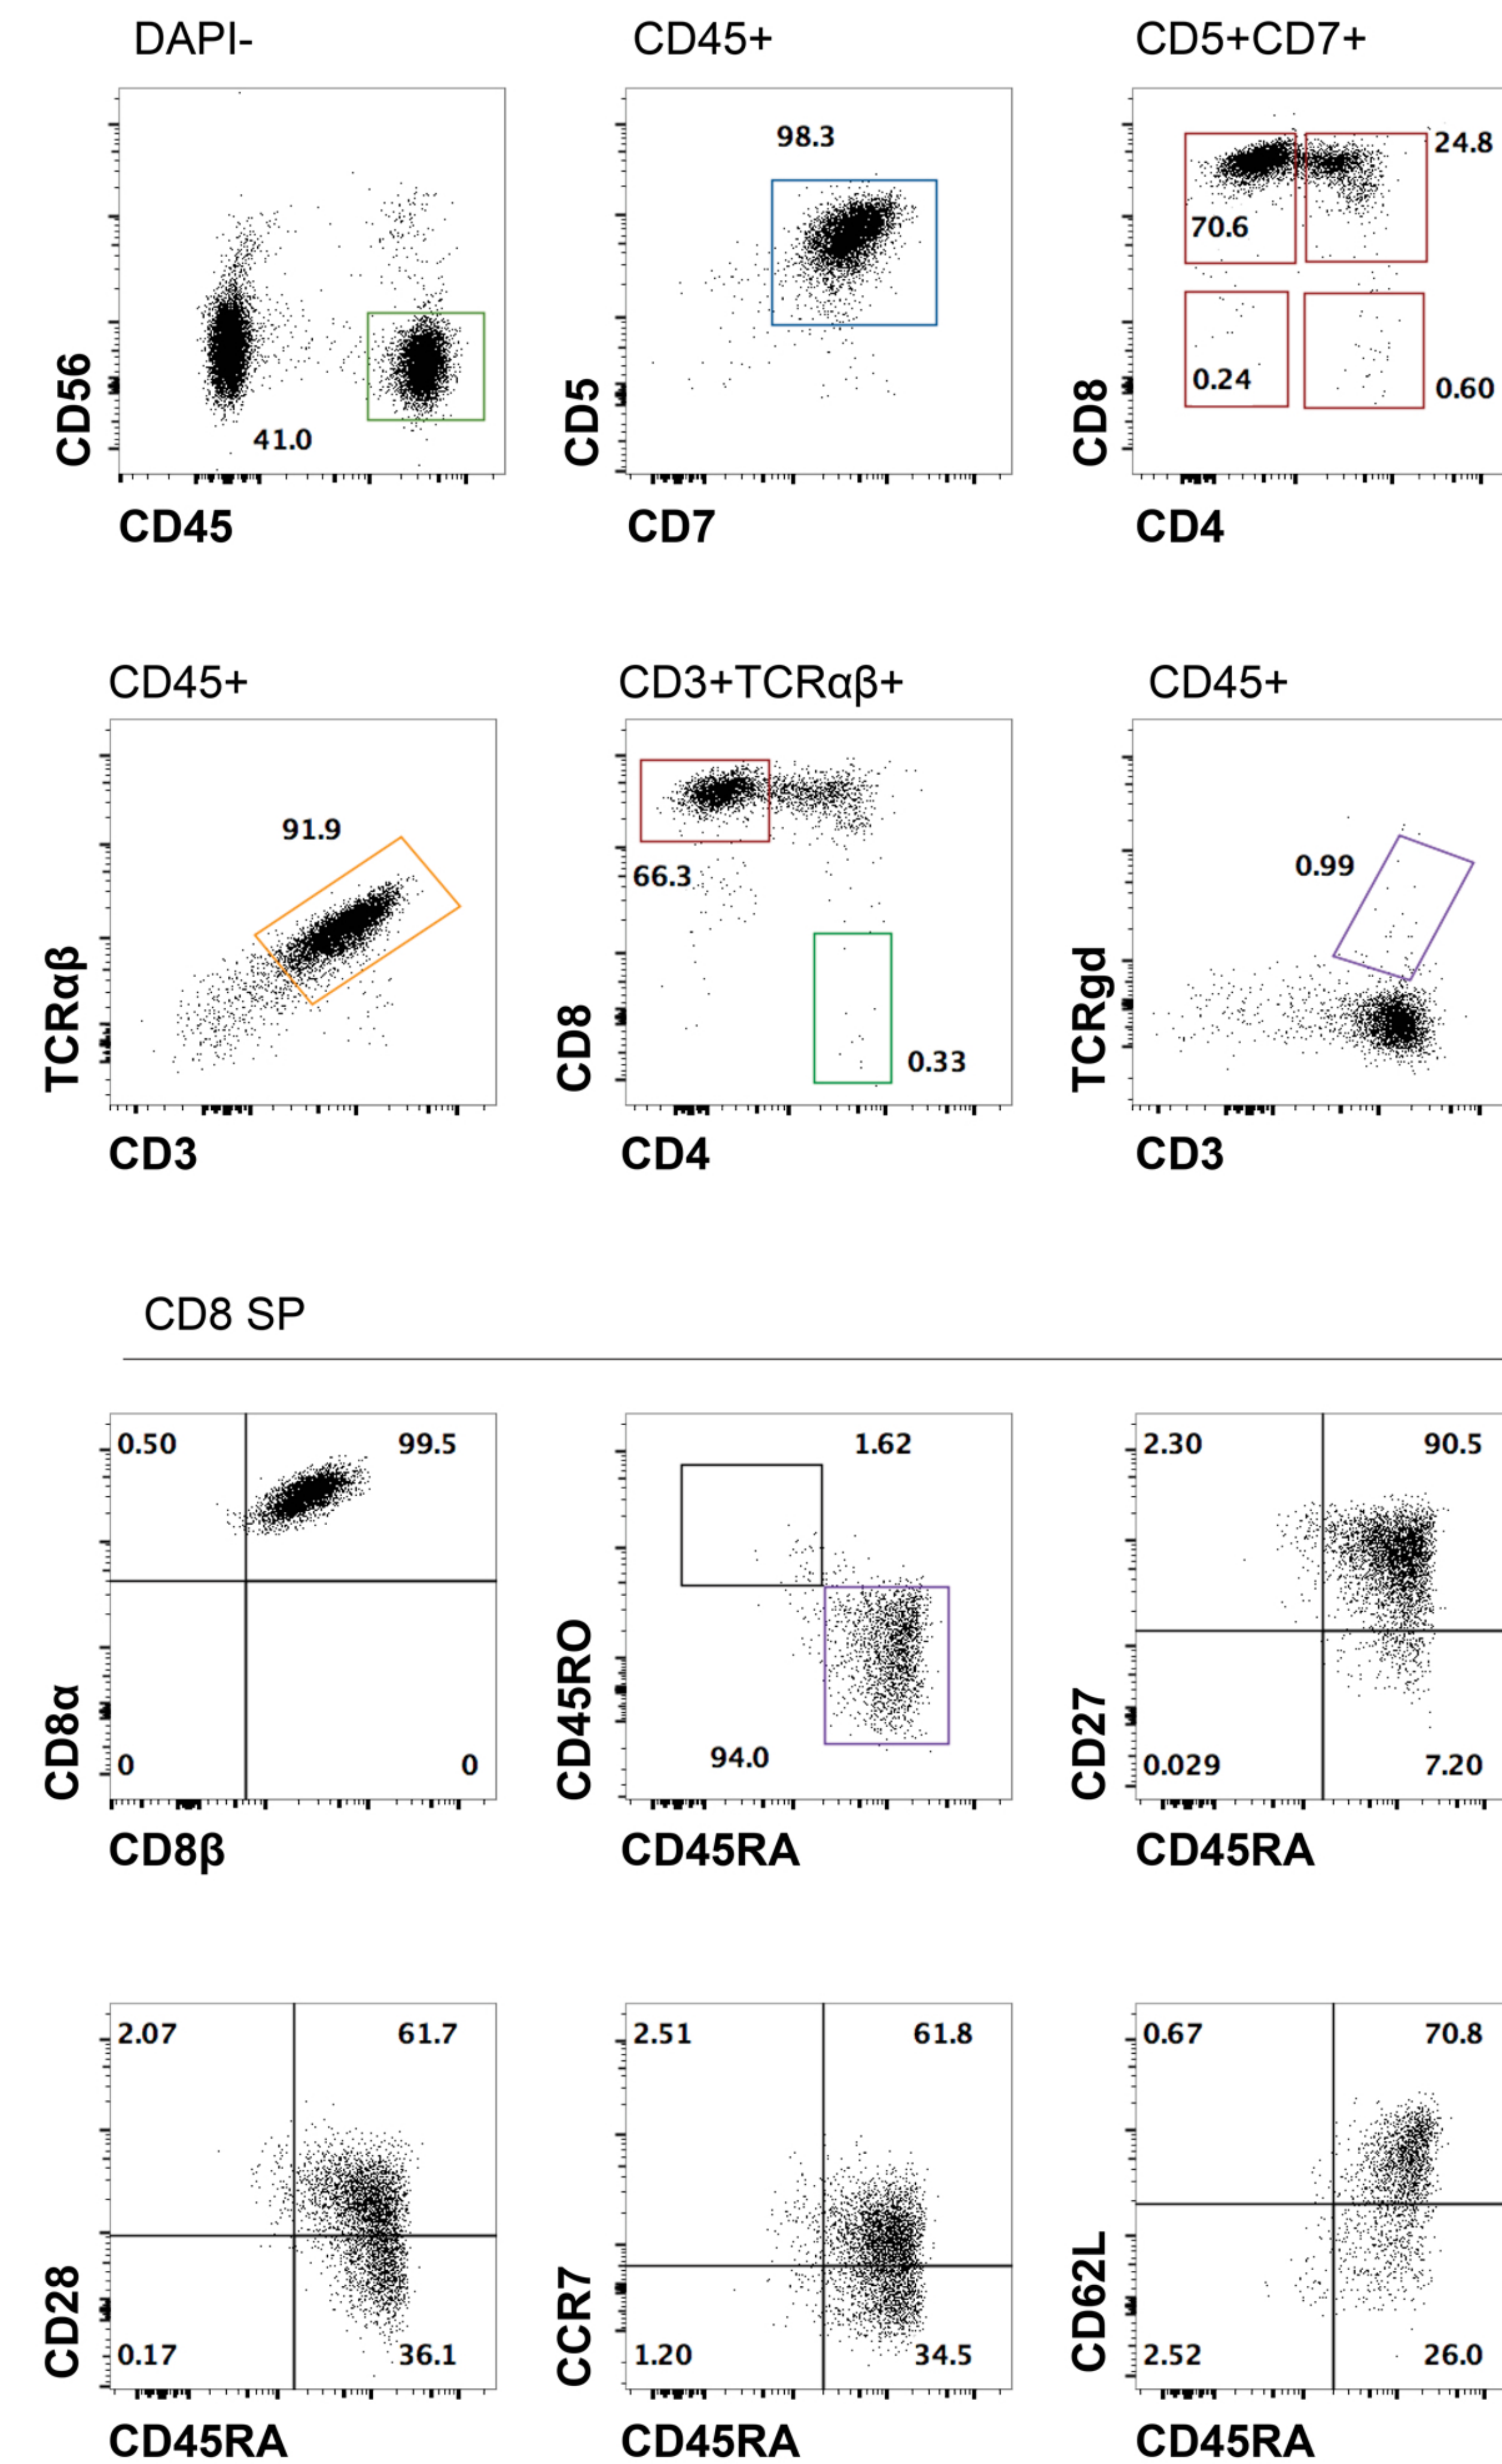 DAPI-
CD45+
CD5+CD7+
CD56
41.0
CD45
CD5
98.3
CD7
CD8
24.8
70.6
0.24
0.60
CD4
CD45+
CD3+TCRαβ+
CD45+
TCRαβ
91.9
CD3
CD8
66.3
0.33
CD4
TCRgd
0.99
CD3
CD8 SP
CD8α
0.50
99.5
0
0
CD8β
CD45RO
1.62
94.0
CD45RA
CD27
2.30
90.5
0.029
7.20
CD45RA
CD28
2.07
61.7
0.17
36.1
CD45RA
CCR7
2.51
61.8
1.20
34.5
CD45RA
CD62L
0.67
70.8
2.52
26.0
CD45RA